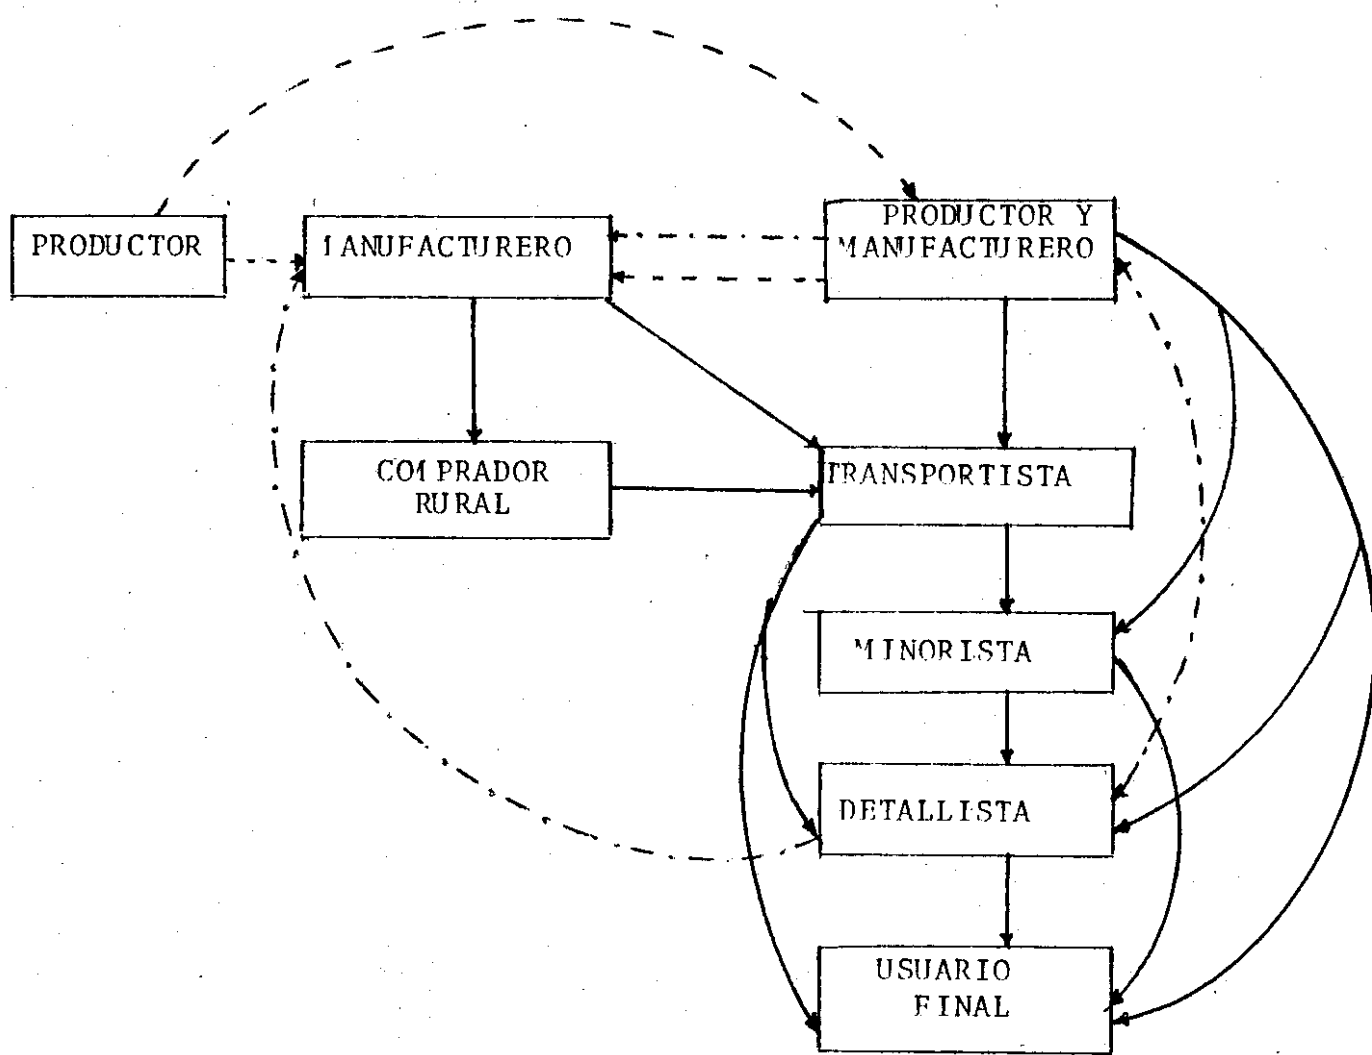 PRODUCTOR
MANUFACTURERO
PRODUCTOR Y
MANUFACTURERO
COMPRADOR
RURAL
TRANSPORTISTA
MINORISTA
DETALLISTA
USUARIO
FINAL